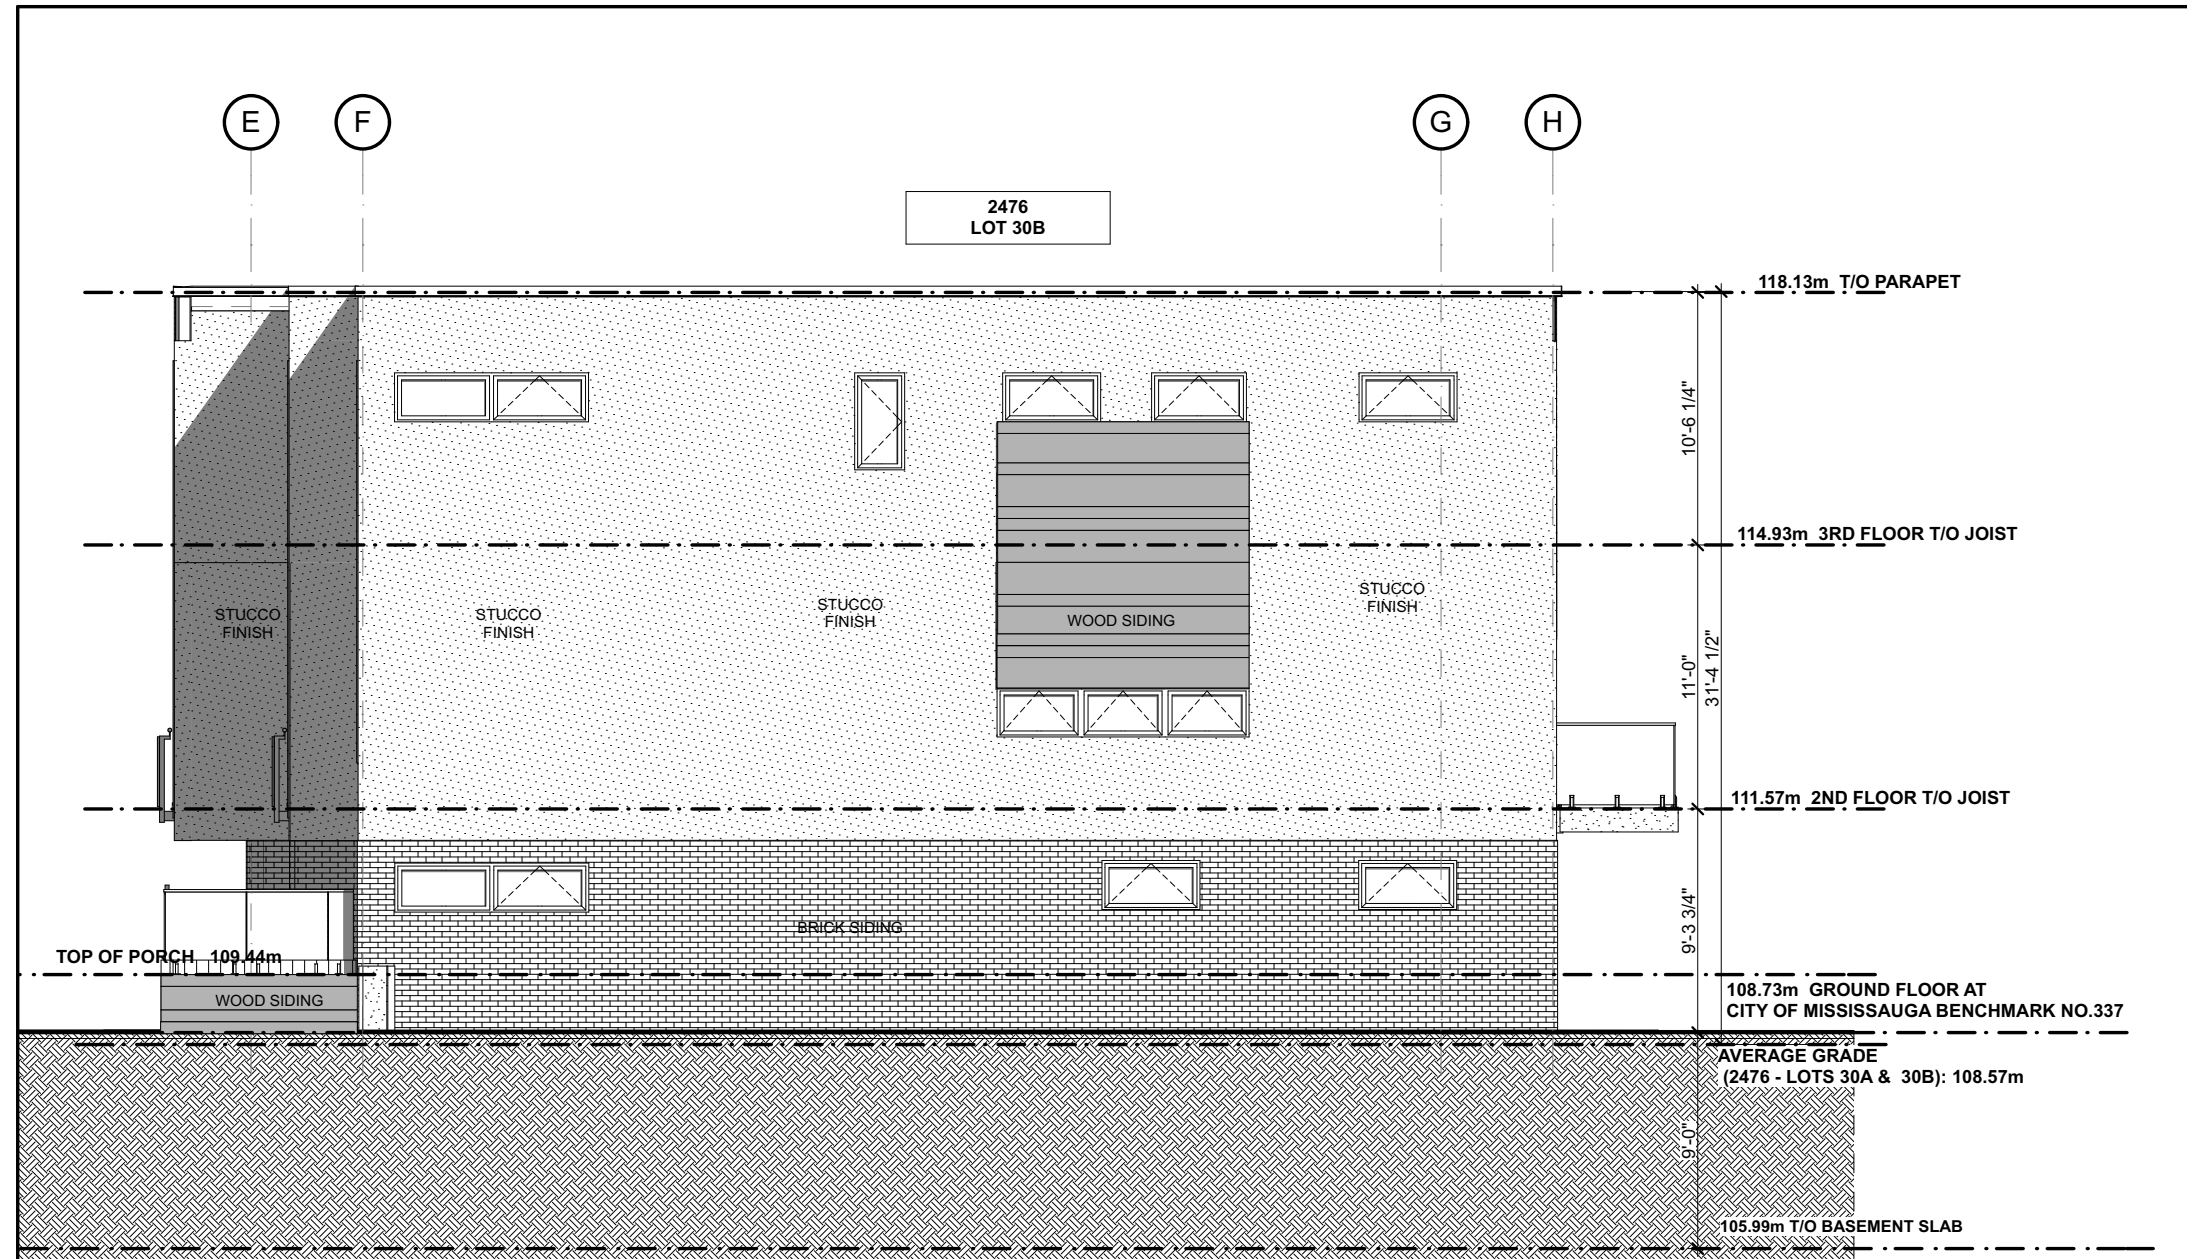 E
F
G
H
2476
LOT 30B
118.13m T/O PARAPET
10'-6 1/4"
114.93m 3RD FLOOR T/O JOIST
STUCCO
FINISH
STUCCO
FINISH
STUCCO
FINISH
WOOD SIDING
STUCCO
FINISH
11'-0"
31'-4 1/2"
111.57m 2ND FLOOR T/O JOIST
BRICK SIDING
9'-3 3/4"
TOP OF PORCH 109.44m
WOOD SIDING
108.73m GROUND FLOOR AT
CITY OF MISSISSAUGA BENCHMARK NO.337
AVERAGE GRADE
(2476 - LOTS 30A & 30B): 108.57m
9'-0"
105.99m T/O BASEMENT SLAB